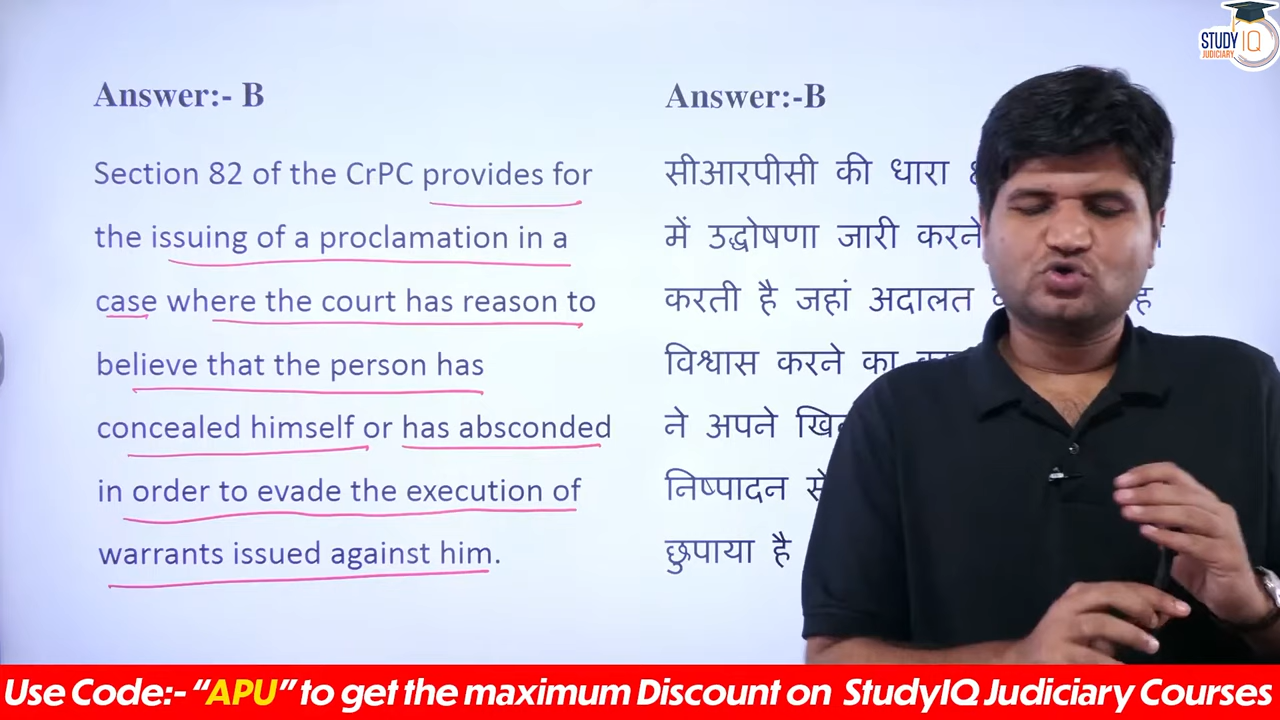 STUDY IQ
JUDICIARY
Answer:- B
Section 82 of the CrPC provides for
the issuing of a proclamation in a
case where the court has reason to
believe that the person has
concealed himself or has absconded
in order to evade the execution of
warrants issued against him.
Answer:-B
सीआरपीसी की धारा
में उद्घोषणा जारी करने
करती है जहां अदालत
विश्वास करने का
ने अपने
निष्पादन से
छुपाया है
Use Code:- “APU” to get the maximum Discount on StudyIQ Judiciary Courses